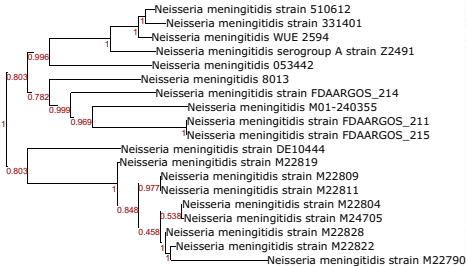 Neisseria meningitidis strain 510612
1
Neisseria meningitidis strain 331401
1
Neisseria meningitidis WUE 2594
1
Neisseria meningitidis serogroup A strain Z2491
0.996
Neisseria meningitidis 053442
0.803
Neisseria meningitidis 8013
0.782
Neisseria meningitidis strain FDAARGOS_214
0.999
Neisseria meningitidis M01-240355
0.969
Neisseria meningitidis strain FDAARGOS_211
1
Neisseria meningitidis strain FDAARGOS_215
1
Neisseria meningitidis strain DE10444
0.803
Neisseria meningitidis strain M22819
1
Neisseria meningitidis strain M22809
0.977
Neisseria meningitidis strain M22811
0.848
Neisseria meningitidis strain M22804
0.538
Neisseria meningitidis strain M24705
0.458
Neisseria meningitidis strain M22828
1
Neisseria meningitidis strain M22822
1
Neisseria meningitidis strain M22790